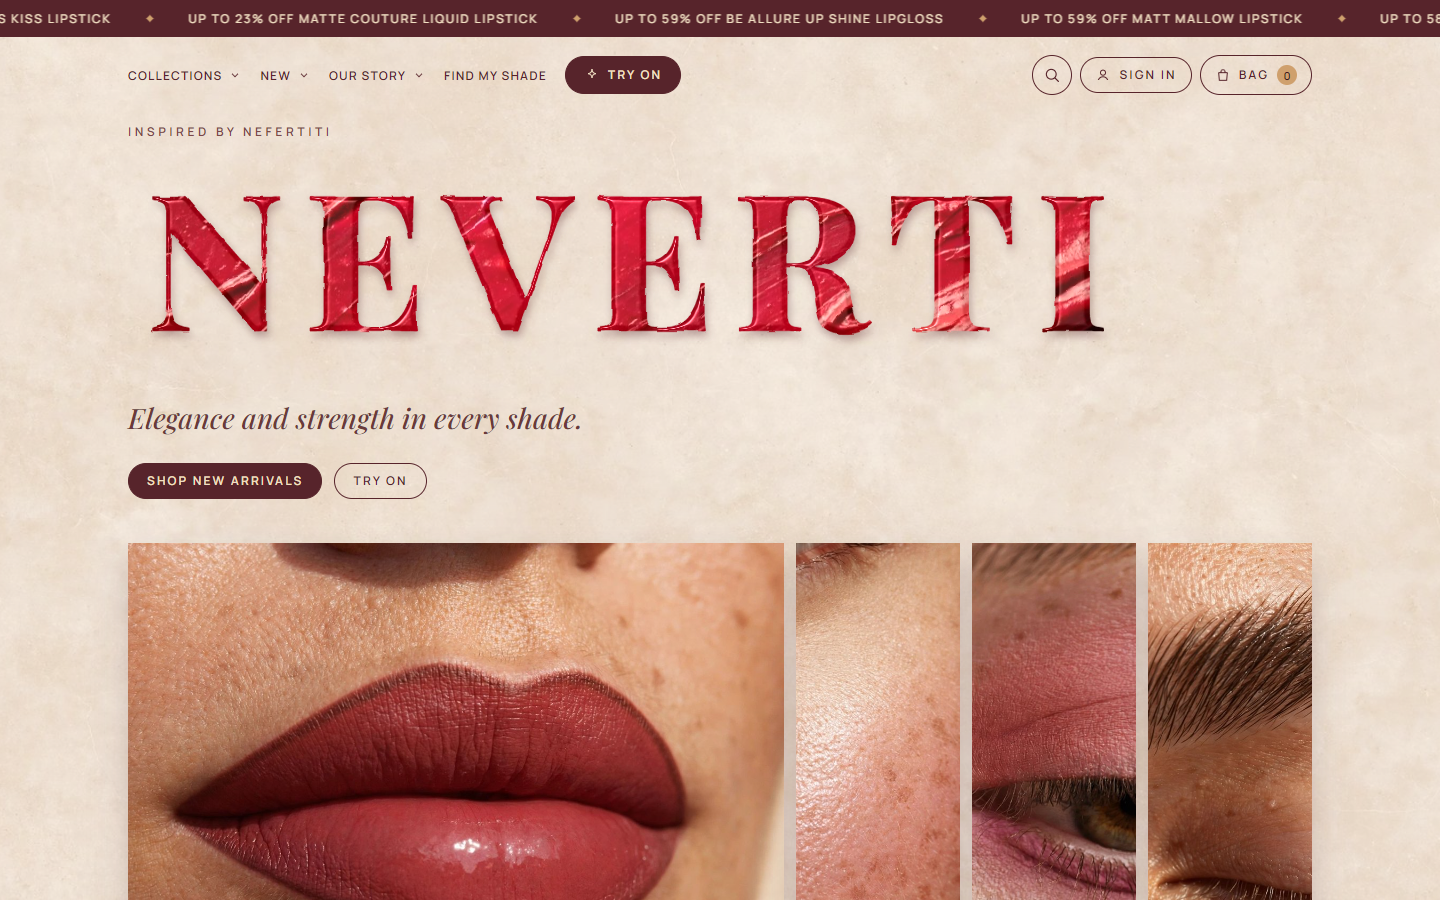 S KISS LIPSTICK ◆ UP TO 23% OFF MATTE COUTURE LIQUID LIPSTICK ◆ UP TO 59% OFF BE ALLURE UP SHINE LIPGLOSS ◆ UP TO 59% OFF MATT MALLOW LIPSTICK ◆ UP TO 58
COLLECTIONS NEW OUR STORY FIND MY SHADE TRY ON SIGN IN BAG 0
INSPIRED BY NEFERTITI
NEVERTI
Elegance and strength in every shade.
SHOP NEW ARRIVALS TRY ON